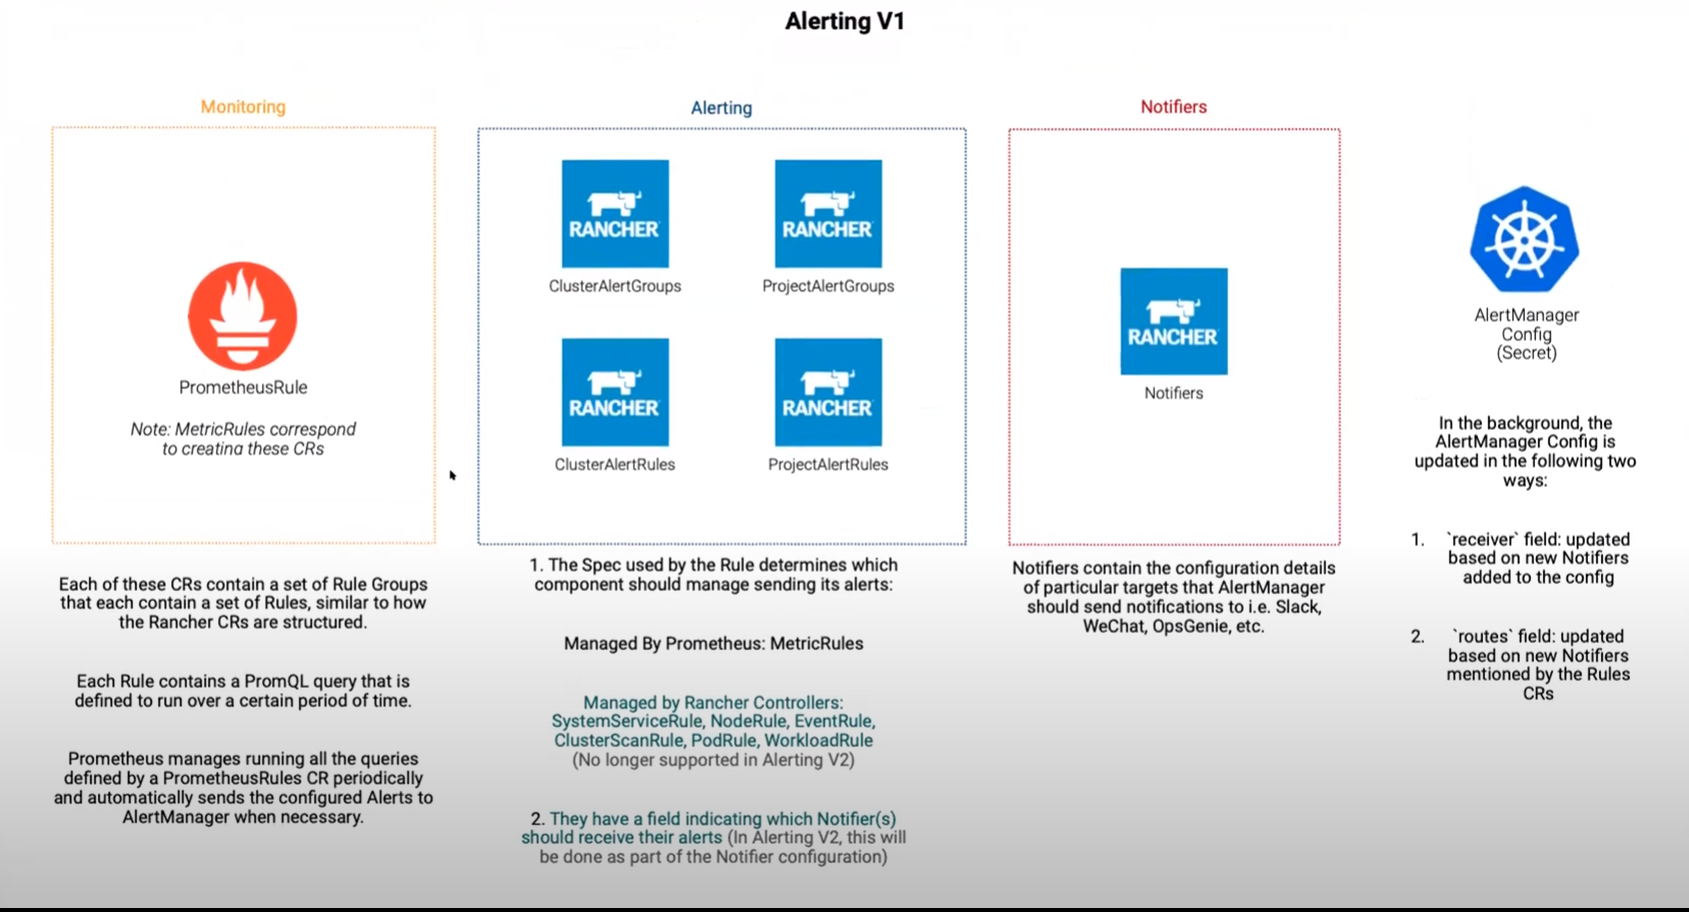 Alerting V1
Monitoring
PrometheusRule
Note: MetricRules correspond
to creating these CRs
Each of these CRs contain a set of Rule Groups
that each contain a set of Rules, similar to how
the Rancher CRs are structured.
Each Rule contains a PromQL query that is
defined to run over a certain period of time.
Prometheus manages running all the queries
defined by a PrometheusRules CR periodically
and automatically sends the configured Alerts to
AlertManager when necessary.
Alerting
RANCHER
ClusterAlertGroups
RANCHER
ProjectAlertGroups
RANCHER
ClusterAlertRules
RANCHER
ProjectAlertRules
1. The Spec used by the Rule determines which
component should manage sending its alerts:
Managed By Prometheus: MetricRules
Managed by Rancher Controllers:
SystemServiceRule, NodeRule, EventRule,
ClusterScanRule, PodRule, WorkloadRule
(No longer supported in Alerting V2)
2. They have a field indicating which Notifier(s)
should receive their alerts (In Alerting V2, this will
be done as part of the Notifier configuration)
Notifiers
RANCHER
Notifiers
Notifiers contain the configuration details
of particular targets that AlertManager
should send notifications to i.e. Slack,
WeChat, OpsGenie, etc.
AlertManager
Config
(Secret)
In the background, the
AlertManager Config is
updated in the following two
ways:
1. `receiver` field: updated
based on new Notifiers
added to the config
2. `routes` field: updated
based on new Notifiers
mentioned by the Rules
CRs